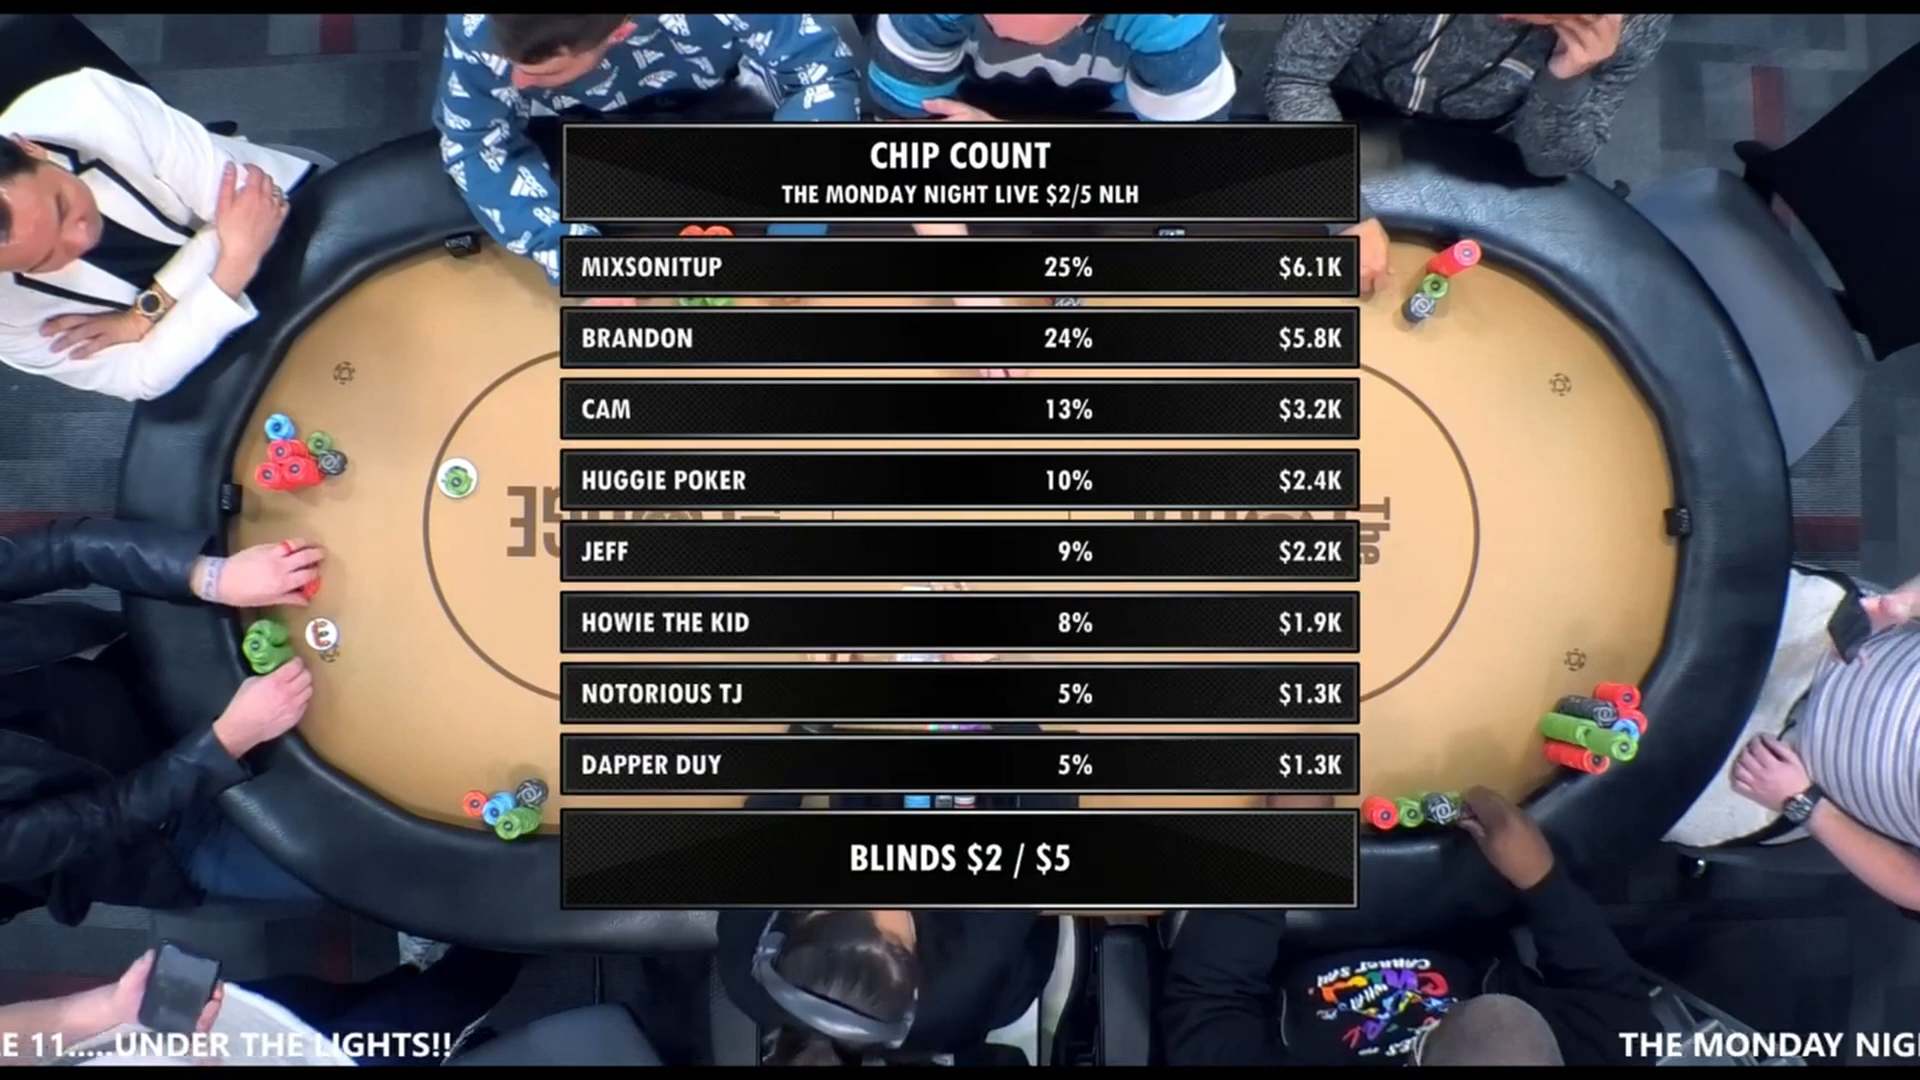 CHIP COUNT
THE MONDAY NIGHT LIVE $2/5 NLH
MIXSONITUP 25% $6.1K
BRANDON 24% $5.8K
CAM 13% $3.2K
HUGGIE POKER 10% $2.4K
JEFF 9% $2.2K
HOWIE THE KID 8% $1.9K
NOTORIOUS TJ 5% $1.3K
DAPPER DUY 5% $1.3K
BLINDS $2 / $5
E 11.....UNDER THE LIGHTS!! THE MONDAY NIG